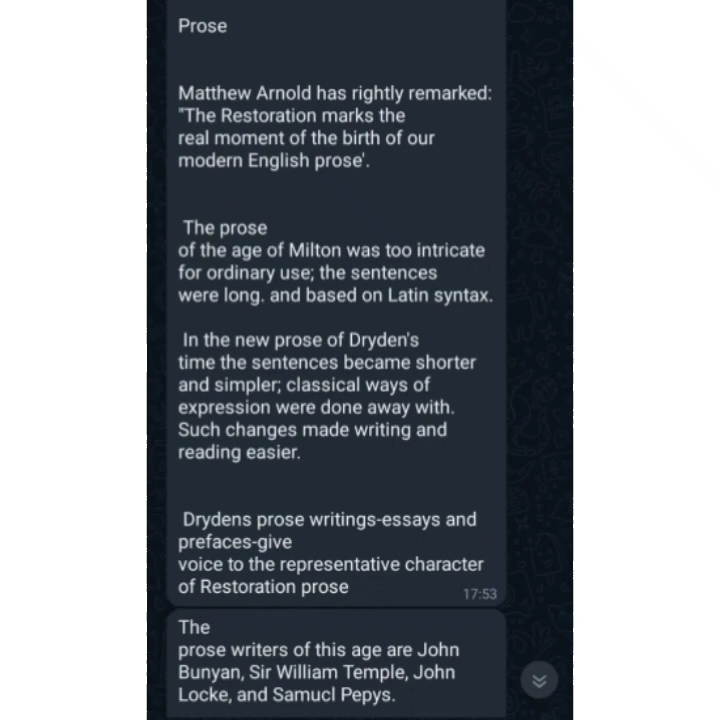 Prose
Matthew Arnold has rightly remarked:
"The Restoration marks the
real moment of the birth of our
modern English prose'.
The prose
of the age of Milton was too intricate
for ordinary use; the sentences
were long. and based on Latin syntax.
In the new prose of Dryden's
time the sentences became shorter
and simpler; classical ways of
expression were done away with.
Such changes made writing and
reading easier.
Drydens prose writings-essays and
prefaces-give
voice to the representative character
of Restoration prose
17:53
The
prose writers of this age are John
Bunyan, Sir William Temple, John
Locke, and Samucl Pepys.